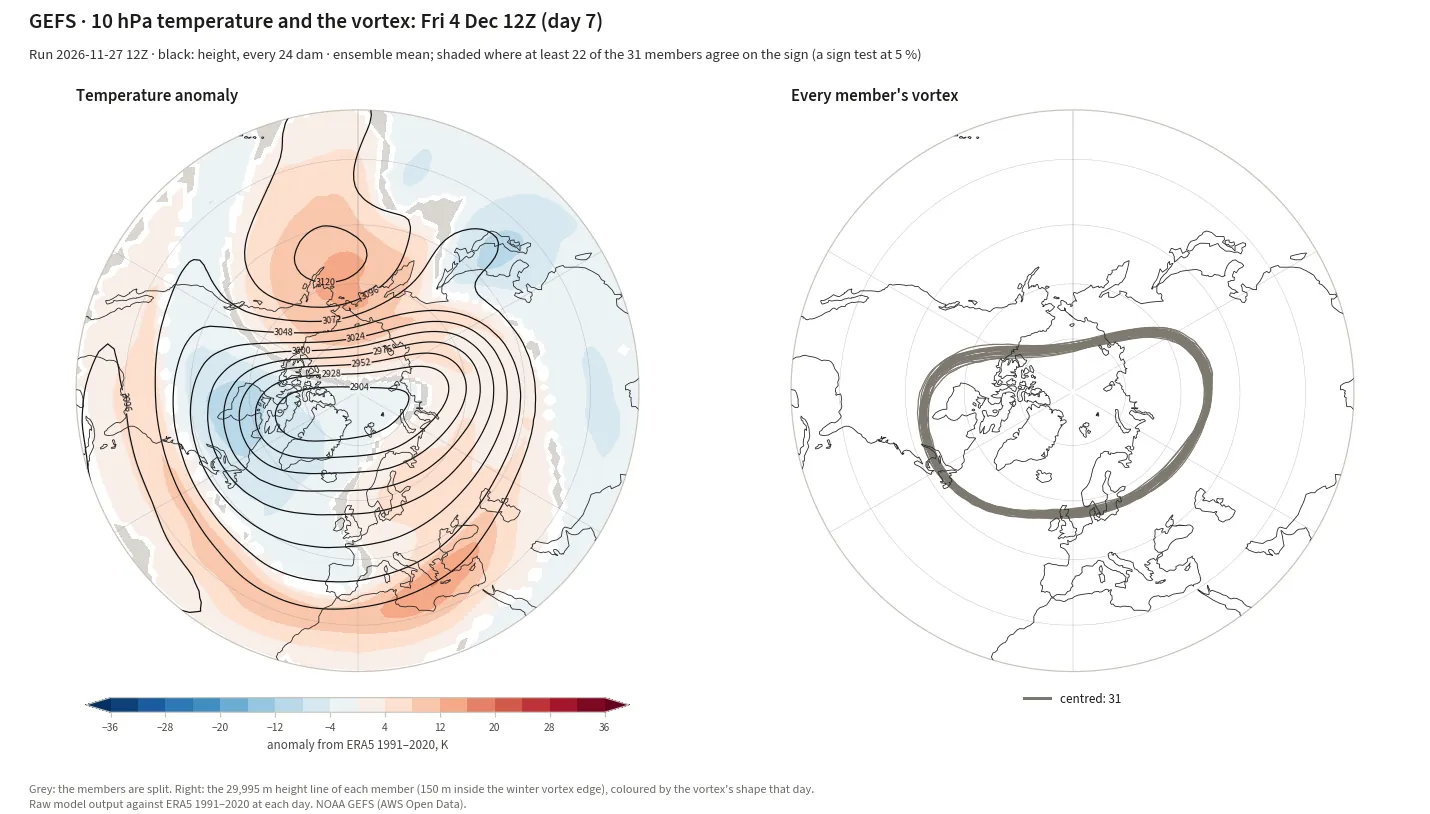 GEFS · 10 hPa temperature and the vortex: Fri 4 Dec 12Z (day 7)
Run 2026-11-27 12Z · black: height, every 24 dam · ensemble mean; shaded where at least 22 of the 31 members agree on the sign (a sign test at 5 %)
Temperature anomaly
Every member's vortex
3120
3096
3072
3048
3024
3000
2976
2952
2928
2904
3096
−36 −28 −20 −12 −4 4 12 20 28 36
anomaly from ERA5 1991–2020, K
centred: 31
Grey: the members are split. Right: the 29,995 m height line of each member (150 m inside the winter vortex edge), coloured by the vortex's shape that day.
Raw model output against ERA5 1991–2020 at each day. NOAA GEFS (AWS Open Data).